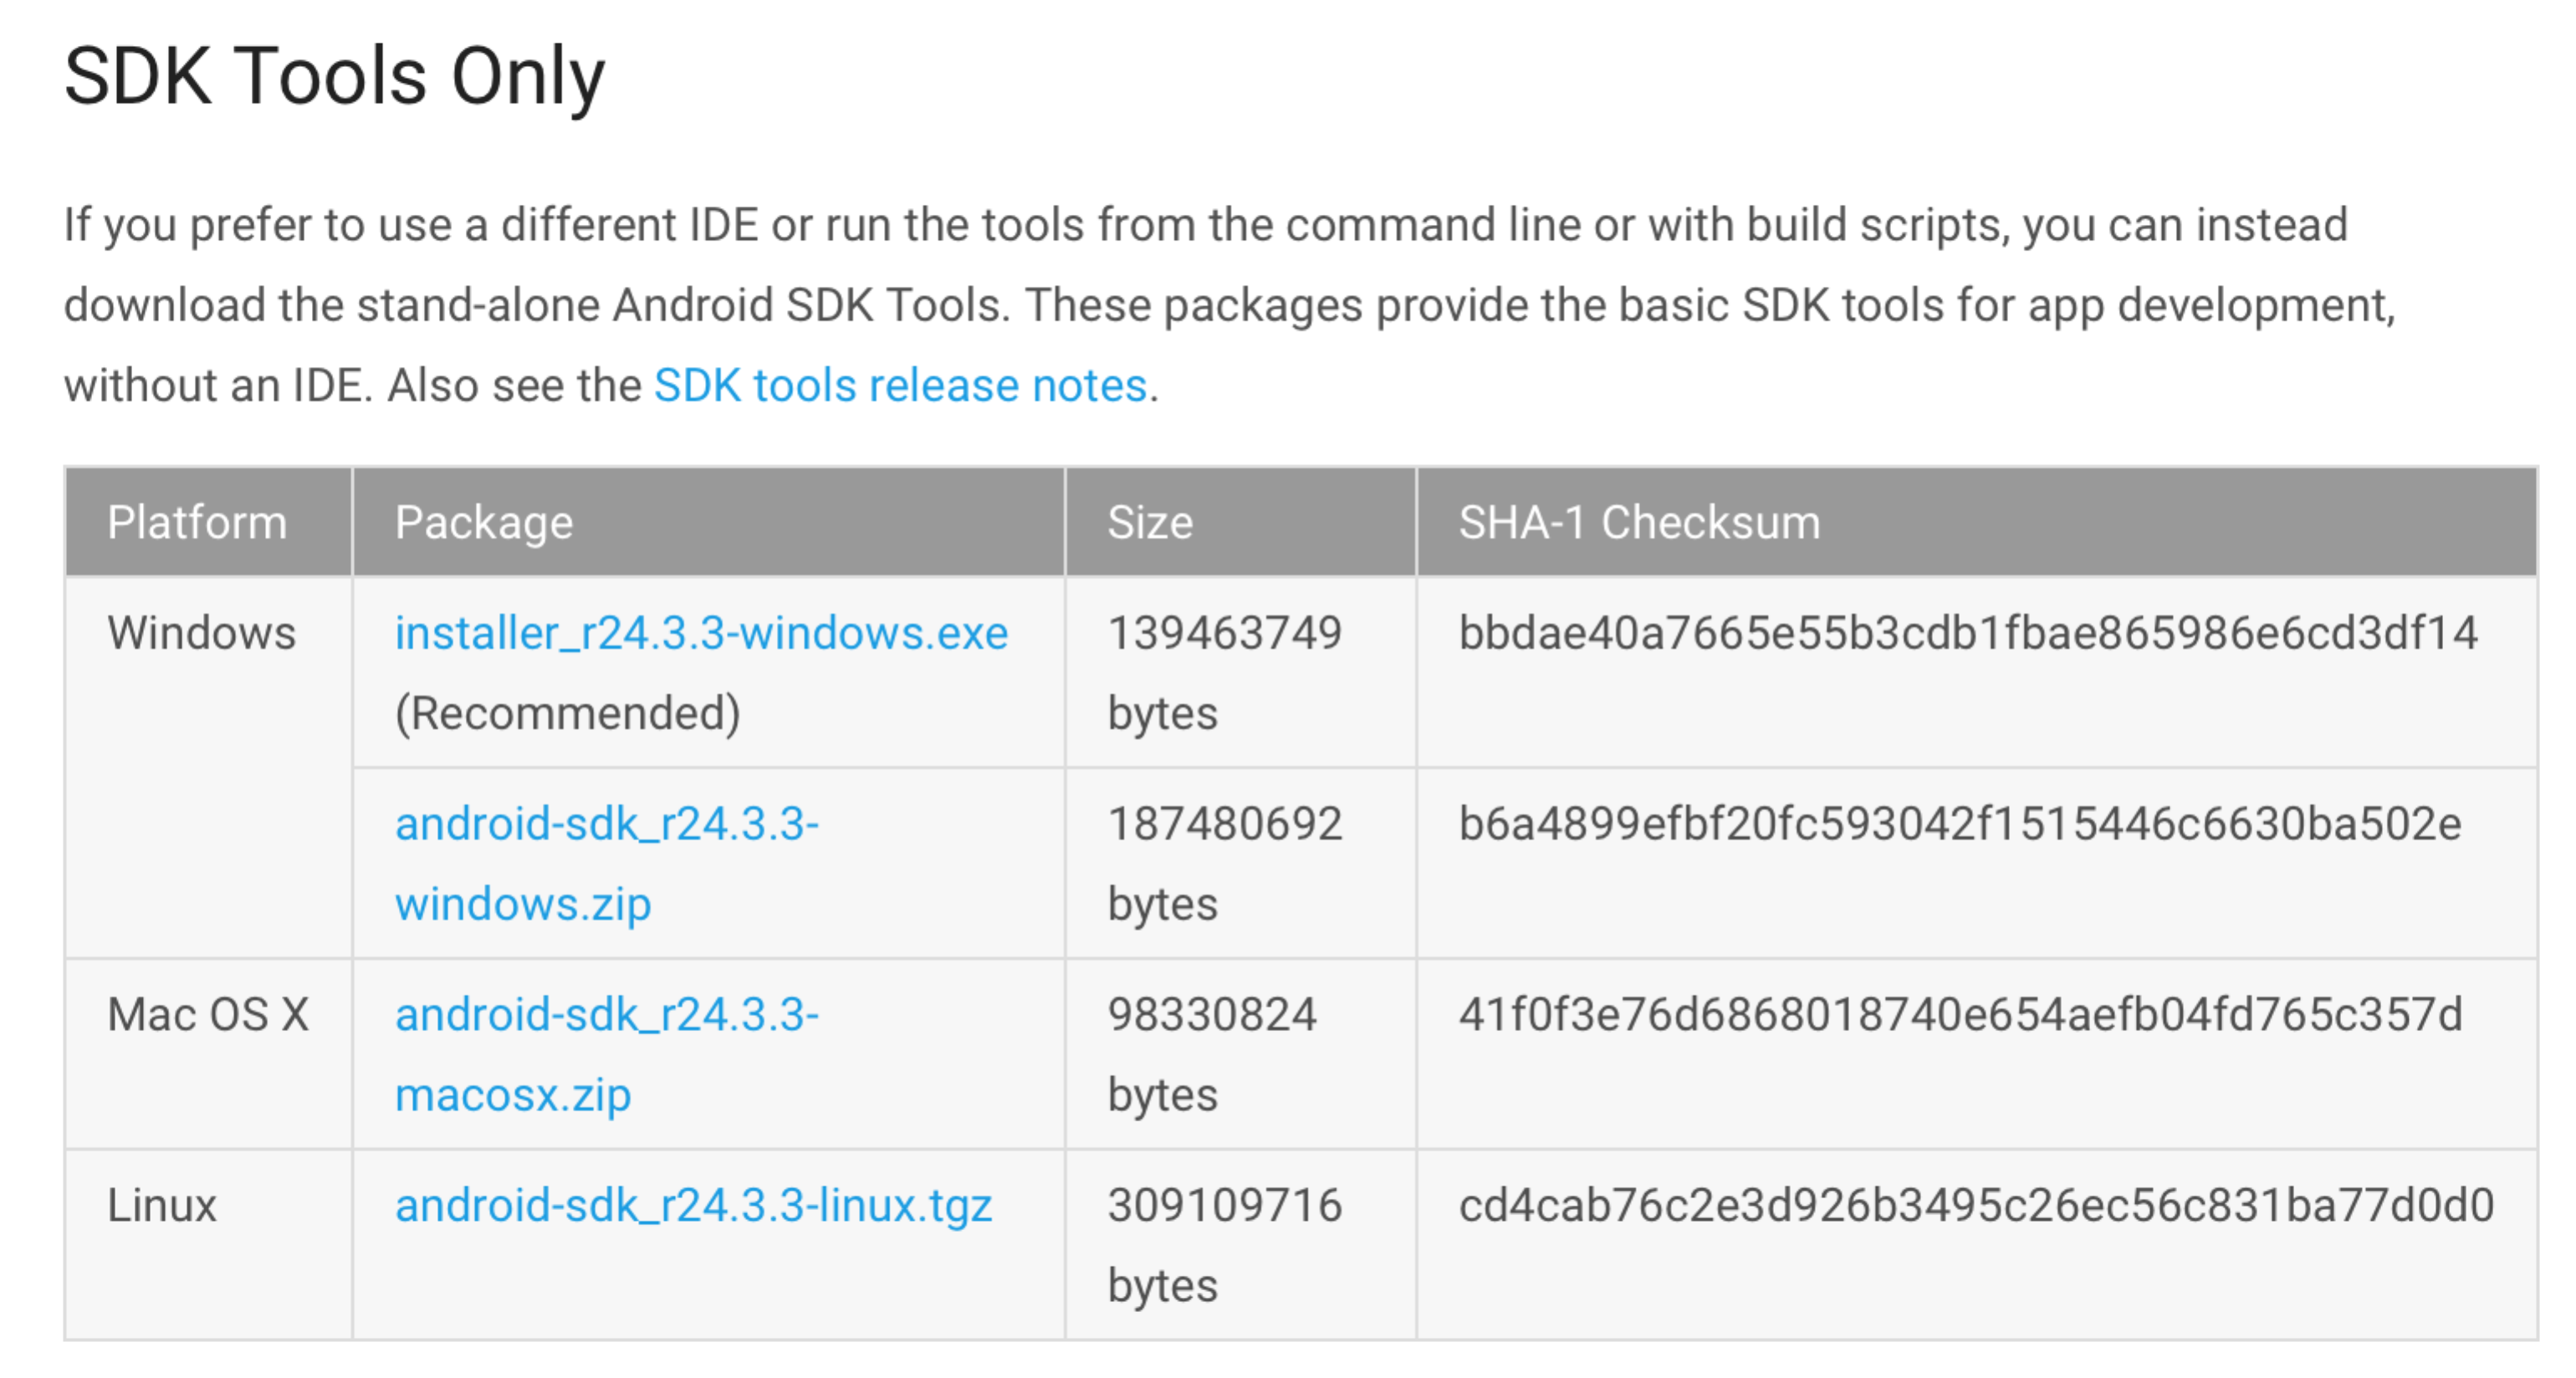 SDK Tools Only
If you prefer to use a different IDE or run the tools from the command line or with build scripts, you can instead
download the stand-alone Android SDK Tools. These packages provide the basic SDK tools for app development,
without an IDE. Also see the SDK tools release notes.
Platform Package Size SHA-1 Checksum
Windows installer_r24.3.3-windows.exe 139463749 bbdae40a7665e55b3cdb1fbae865986e6cd3df14
(Recommended) bytes
android-sdk_r24.3.3- 187480692 b6a4899efbf20fc593042f1515446c6630ba502e
windows.zip bytes
Mac OS X android-sdk_r24.3.3- 98330824 41f0f3e76d6868018740e654aefb04fd765c357d
macosx.zip bytes
Linux android-sdk_r24.3.3-linux.tgz 309109716 cd4cab76c2e3d926b3495c26ec56c831ba77d0d0
bytes